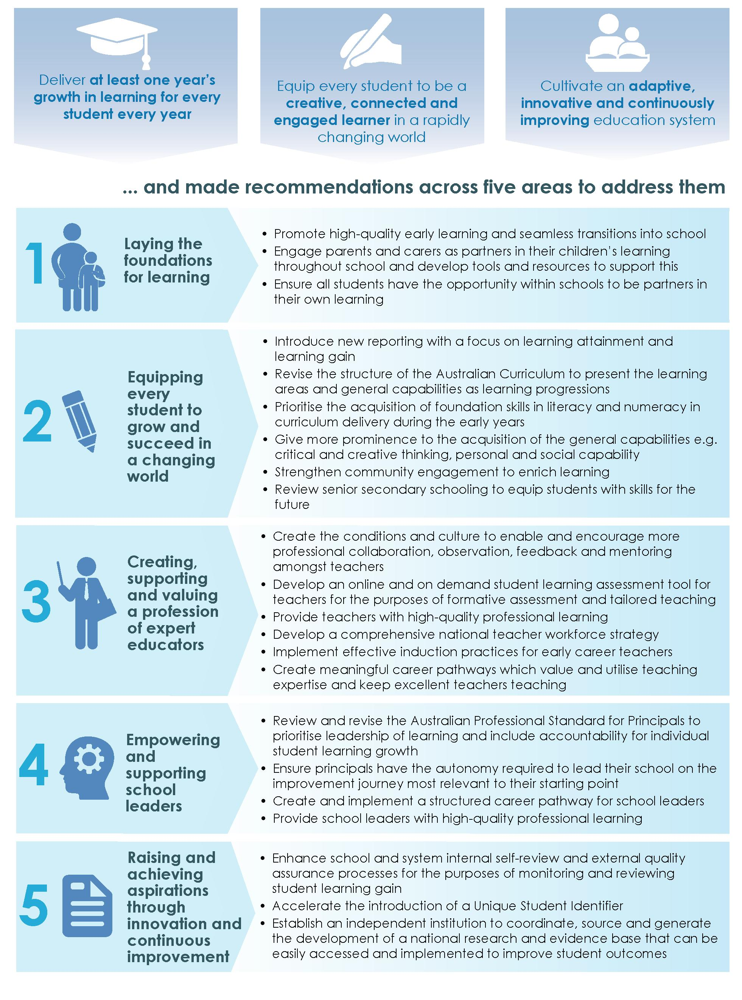 Deliver at least one year's
growth in learning for every
student every year
Equip every student to be a
creative, connected and
engaged learner in a rapidly
changing world
Cultivate an adaptive,
innovative and continuously
improving education system
... and made recommendations across five areas to address them
1
Laying the
foundations
for learning
• Promote high-quality early learning and seamless transitions into school
• Engage parents and carers as partners in their children's learning
throughout school and develop tools and resources to support this
• Ensure all students have the opportunity within schools to be partners in
their own learning
2
Equipping
every
student to
grow and
succeed in
a changing
world
• Introduce new reporting with a focus on learning attainment and
learning gain
• Revise the structure of the Australian Curriculum to present the learning
areas and general capabilities as learning progressions
• Prioritise the acquisition of foundation skills in literacy and numeracy in
curriculum delivery during the early years
• Give more prominence to the acquisition of the general capabilities e.g.
critical and creative thinking, personal and social capability
• Strengthen community engagement to enrich learning
• Review senior secondary schooling to equip students with skills for the
future
3
Creating,
supporting
and valuing
a profession
of expert
educators
• Create the conditions and culture to enable and encourage more
professional collaboration, observation, feedback and mentoring
amongst teachers
• Develop an online and on demand student learning assessment tool for
teachers for the purposes of formative assessment and tailored teaching
• Provide teachers with high-quality professional learning
• Develop a comprehensive national teacher workforce strategy
• Implement effective induction practices for early career teachers
• Create meaningful career pathways which value and utilise teaching
expertise and keep excellent teachers teaching
4
Empowering
and
supporting
school
leaders
• Review and revise the Australian Professional Standard for Principals to
prioritise leadership of learning and include accountability for individual
student learning growth
• Ensure principals have the autonomy required to lead their school on the
improvement journey most relevant to their starting point
• Create and implement a structured career pathway for school leaders
• Provide school leaders with high-quality professional learning
5
Raising and
achieving
aspirations
through
innovation and
continuous
improvement
• Enhance school and system internal self-review and external quality
assurance processes for the purposes of monitoring and reviewing
student learning gain
• Accelerate the introduction of a Unique Student Identifier
• Establish an independent institution to coordinate, source and generate
the development of a national research and evidence base that can be
easily accessed and implemented to improve student outcomes